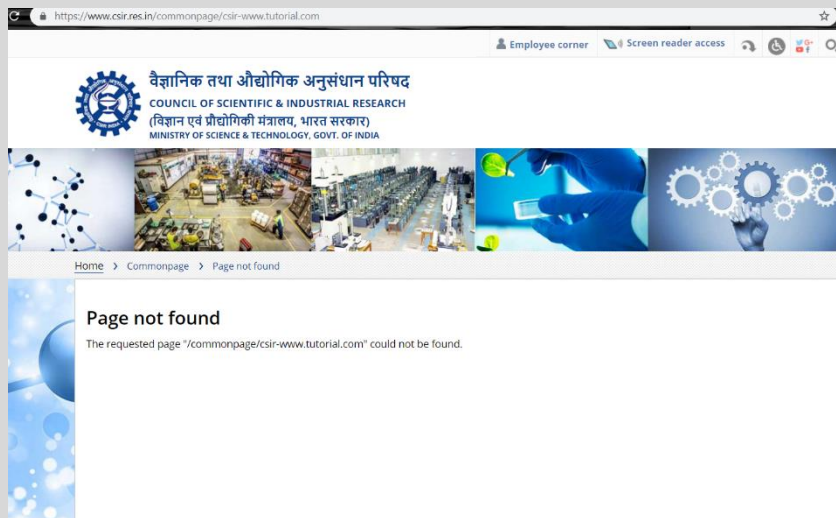 https://www.csir.res.in/commonpage/csir-www.tutorial.com
Employee corner Screen reader access
वैज्ञानिक तथा औद्योगिक अनुसंधान परिषद
COUNCIL OF SCIENTIFIC & INDUSTRIAL RESEARCH
(विज्ञान एवं प्रौद्योगिकी मंत्रालय, भारत सरकार)
MINISTRY OF SCIENCE & TECHNOLOGY, GOVT. OF INDIA
Home > Commonpage > Page not found
Page not found
The requested page "/commonpage/csir-www.tutorial.com" could not be found.